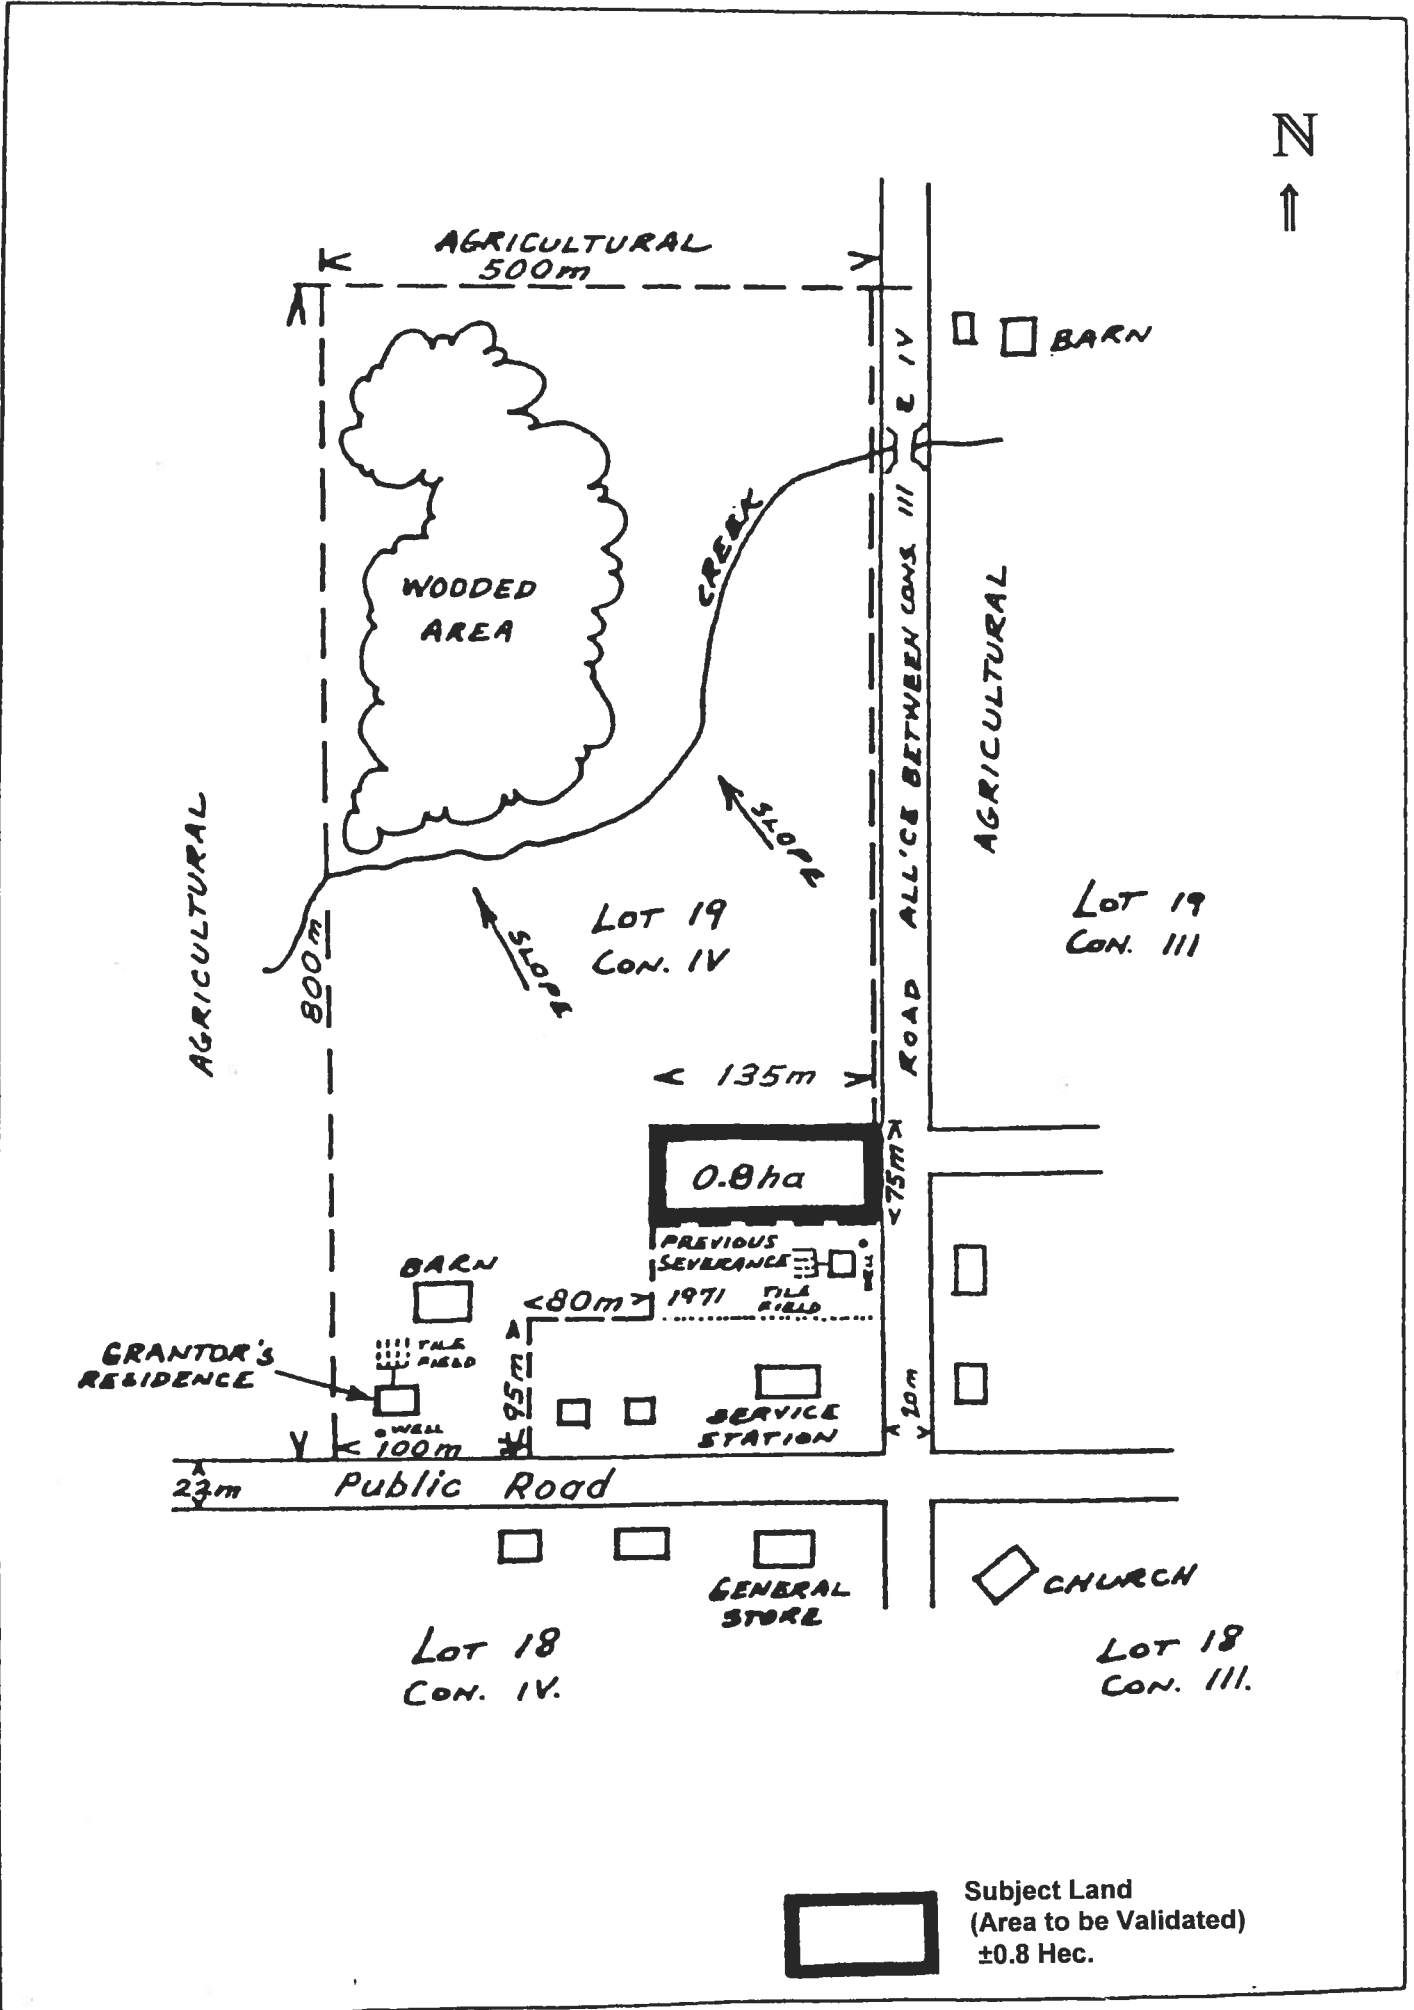 N
AGRICULTURAL
500m
BARN
ROAD ALL'CE BETWEEN CONS. III & IV
CREEK
WOODED
AREA
AGRICULTURAL
AGRICULTURAL
SLOPE
SLOPE
LOT 19
CON. IV
LOT 19
CON. III
800m
135m
0.8ha
75m
PREVIOUS
SEVERANCE
1971
TILE
FIELD
WELL
BARN
80m
GRANTOR'S
RESIDENCE
TILE
FIELD
95m
20m
SERVICE
STATION
WELL
100m
23m
Public Road
GENERAL
STORE
CHURCH
LOT 18
CON. IV.
LOT 18
CON. III.
Subject Land
(Area to be Validated)
±0.8 Hec.